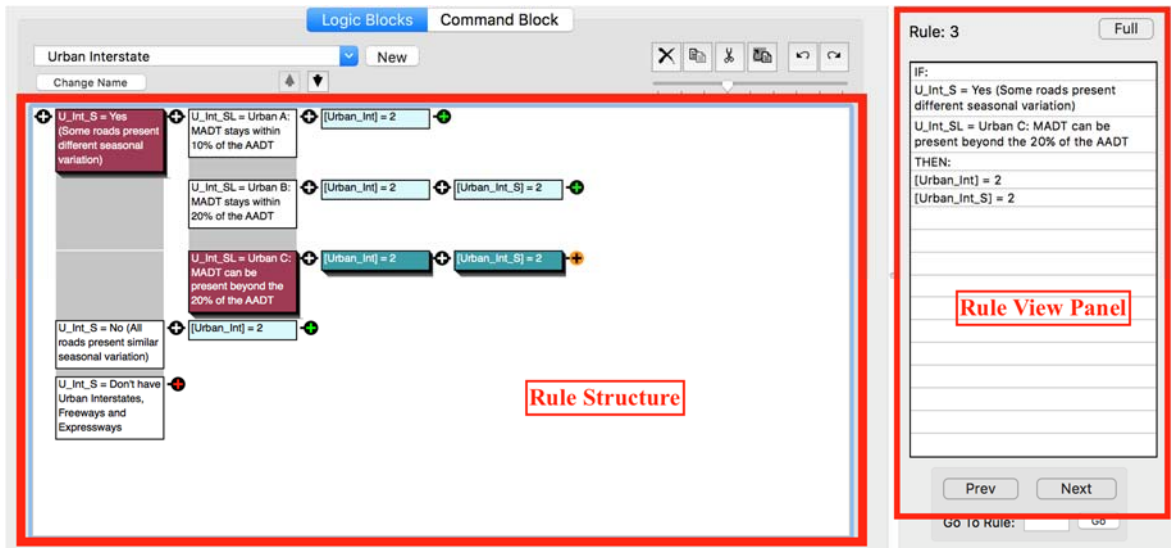 Logic Blocks Command Block
Urban Interstate
New
Change Name
U_Int_S = Yes
(Some roads present
different seasonal
variation)
U_Int_SL = Urban A:
MADT stays within
10% of the AADT
[Urban_Int] = 2
U_Int_SL = Urban B:
MADT stays within
20% of the AADT
[Urban_Int] = 2
[Urban_Int_S] = 2
U_Int_SL = Urban C:
MADT can be
present beyond the
20% of the AADT
[Urban_Int] = 2
[Urban_Int_S] = 2
U_Int_S = No (All
roads present similar
seasonal variation)
[Urban_Int] = 2
U_Int_S = Don't have
Urban Interstates,
Freeways and
Expressways
Rule Structure
Rule: 3
Full
IF:
U_Int_S = Yes (Some roads present
different seasonal variation)
U_Int_SL = Urban C: MADT can be
present beyond the 20% of the AADT
THEN:
[Urban_Int] = 2
[Urban_Int_S] = 2
Rule View Panel
Prev Next
Go To Rule: Go